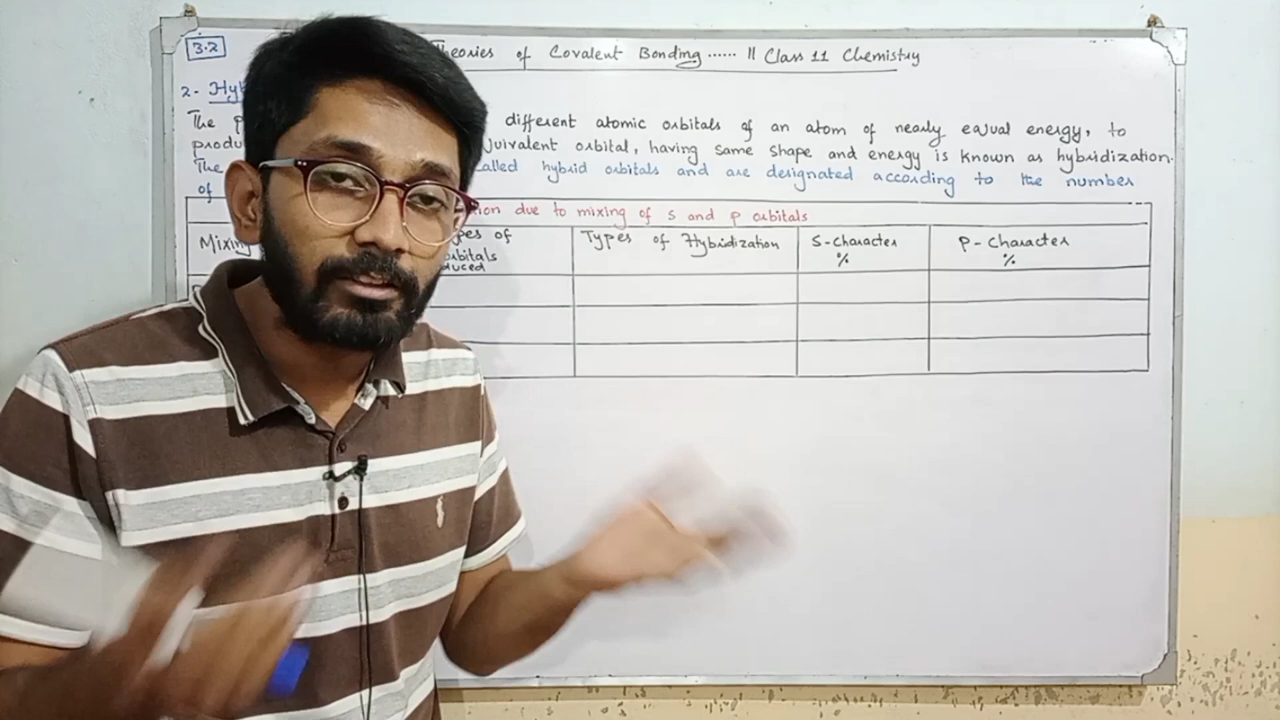 3.2
Theories of Covalent Bonding ...... || Class 11 Chemistry
2- Hyb
The p different atomic orbitals of an atom of nearly equal energy, to
produ quivalent orbital, having same shape and energy is known as hybridization.
The called hybrid orbitals and are designated according to the number
of
tion due to mixing of s and p orbitals
Mixing pes of Types of Hybridization S-Character P-Character
orbitals % %
duced